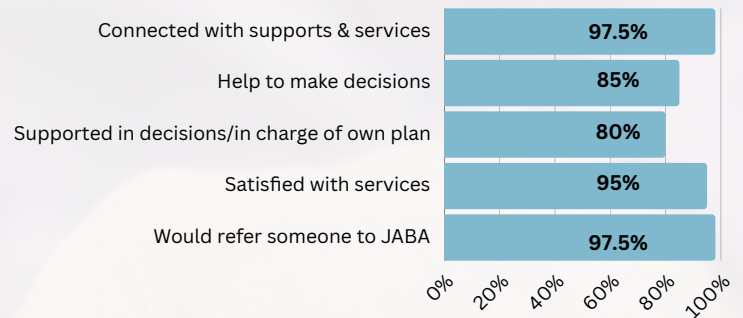 Connected with supports & services 97.5%
Help to make decisions 85%
Supported in decisions/in charge of own plan 80%
Satisfied with services 95%
Would refer someone to JABA 97.5%
0% 20% 40% 60% 80% 100%